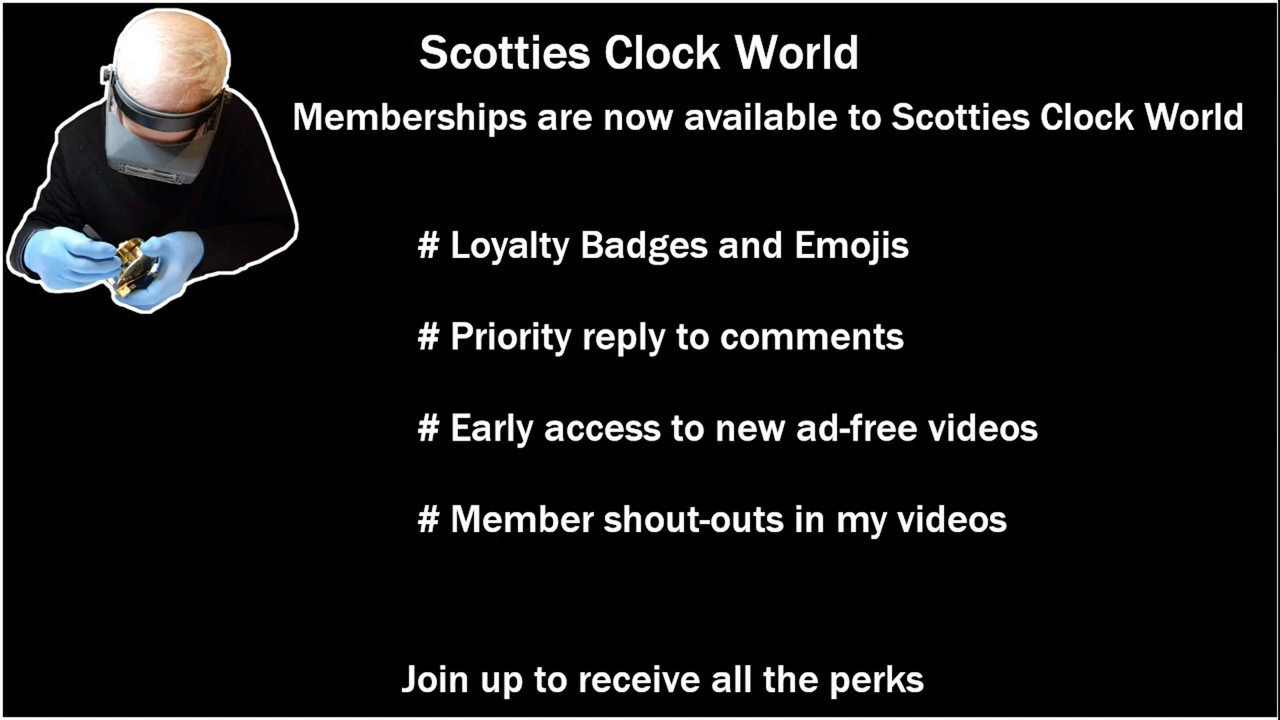 Scotties Clock World
Memberships are now available to Scotties Clock World
# Loyalty Badges and Emojis
# Priority reply to comments
# Early access to new ad-free videos
# Member shout-outs in my videos
Join up to receive all the perks